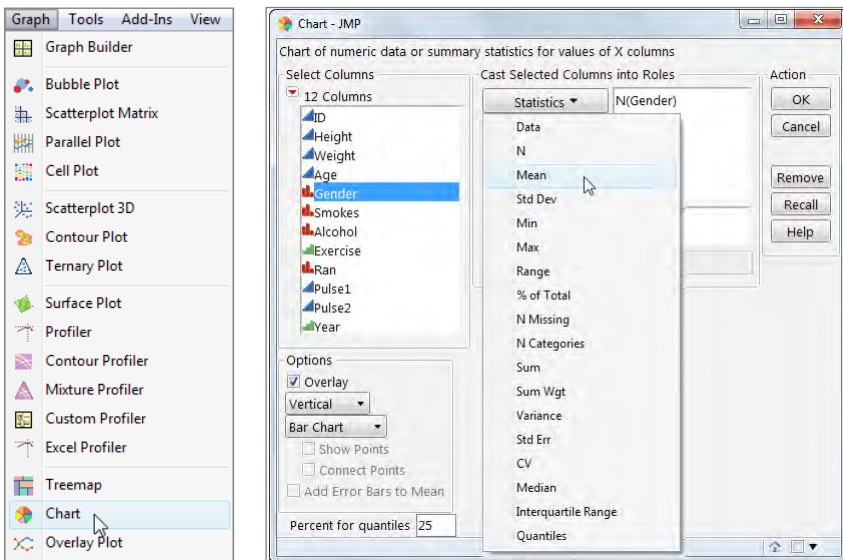 Graph Tools Add-Ins View
Graph Builder
Bubble Plot
Scatterplot Matrix
Parallel Plot
Cell Plot
Scatterplot 3D
Contour Plot
Ternary Plot
Surface Plot
Profiler
Contour Profiler
Mixture Profiler
Custom Profiler
Excel Profiler
Treemap
Chart
Overlay Plot
Chart - JMP
Chart of numeric data or summary statistics for values of X columns
Select Columns
12 Columns
ID
Height
Weight
Age
Gender
Smokes
Alcohol
Exercise
Ran
Pulse1
Pulse2
Year
Options
Overlay
Vertical
Bar Chart
Show Points
Connect Points
Add Error Bars to Mean
Percent for quantiles 25
Cast Selected Columns into Roles
Statistics N(Gender)
Data
N
Mean
Std Dev
Min
Max
Range
% of Total
N Missing
N Categories
Sum
Sum Wgt
Variance
Std Err
CV
Median
Interquartile Range
Quantiles
Action
OK
Cancel
Remove
Recall
Help